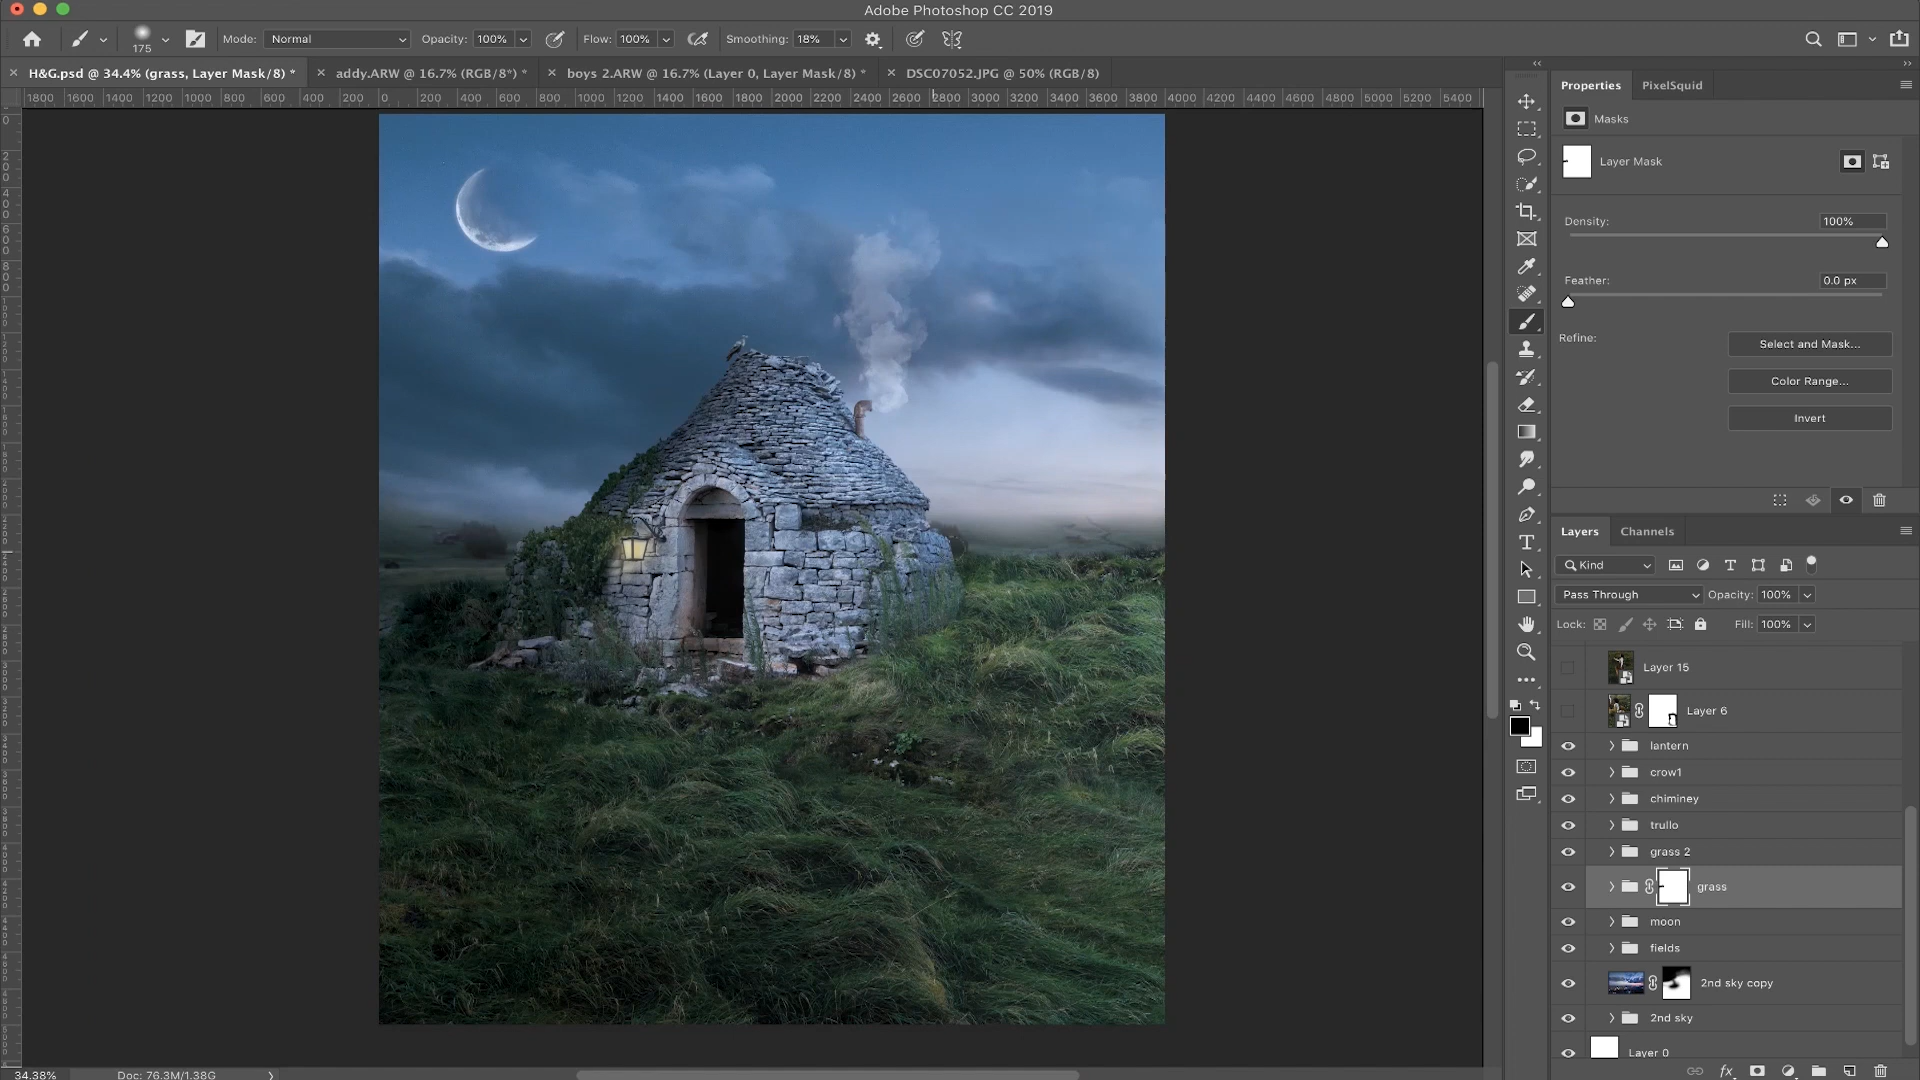 Adobe Photoshop CC 2019
175
Mode: Normal Opacity: 100% Flow: 100% Smoothing: 18%
H&G.psd @ 34.4% (grass, Layer Mask/8) *
addy.ARW @ 16.7% (RGB/8*) *
boys 2.ARW @ 16.7% (Layer 0, Layer Mask/8) *
DSC07052.JPG @ 50% (RGB/8)
1800 1600 1400 1200 1000 800 600 400 200 0 200 400 600 800 1000 1200 1400 1600 1800 2000 2200 2400 2600 2800 3000 3200 3400 3600 3800 4000 4200 4400 4600 4800 5000 5200 5400
Properties PixelSquid
Masks
Layer Mask
Density: 100%
Feather: 0.0 px
Refine:
Select and Mask...
Color Range...
Invert
Layers Channels
Kind
Pass Through Opacity: 100%
Lock: Fill: 100%
Layer 15
Layer 6
lantern
crow1
chiminey
trullo
grass 2
grass
moon
fields
2nd sky copy
2nd sky
Layer 0
fx
34.38% Doc: 76.3M/1.38G